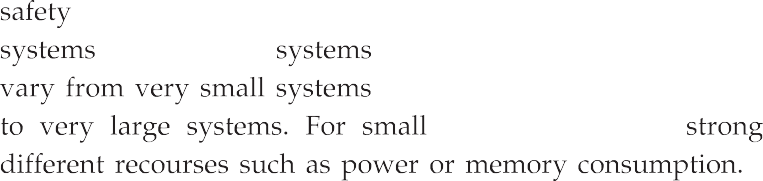 safety
systems systems
vary from very small systems
to very large systems. For small strong
different recourses such as power or memory consumption.